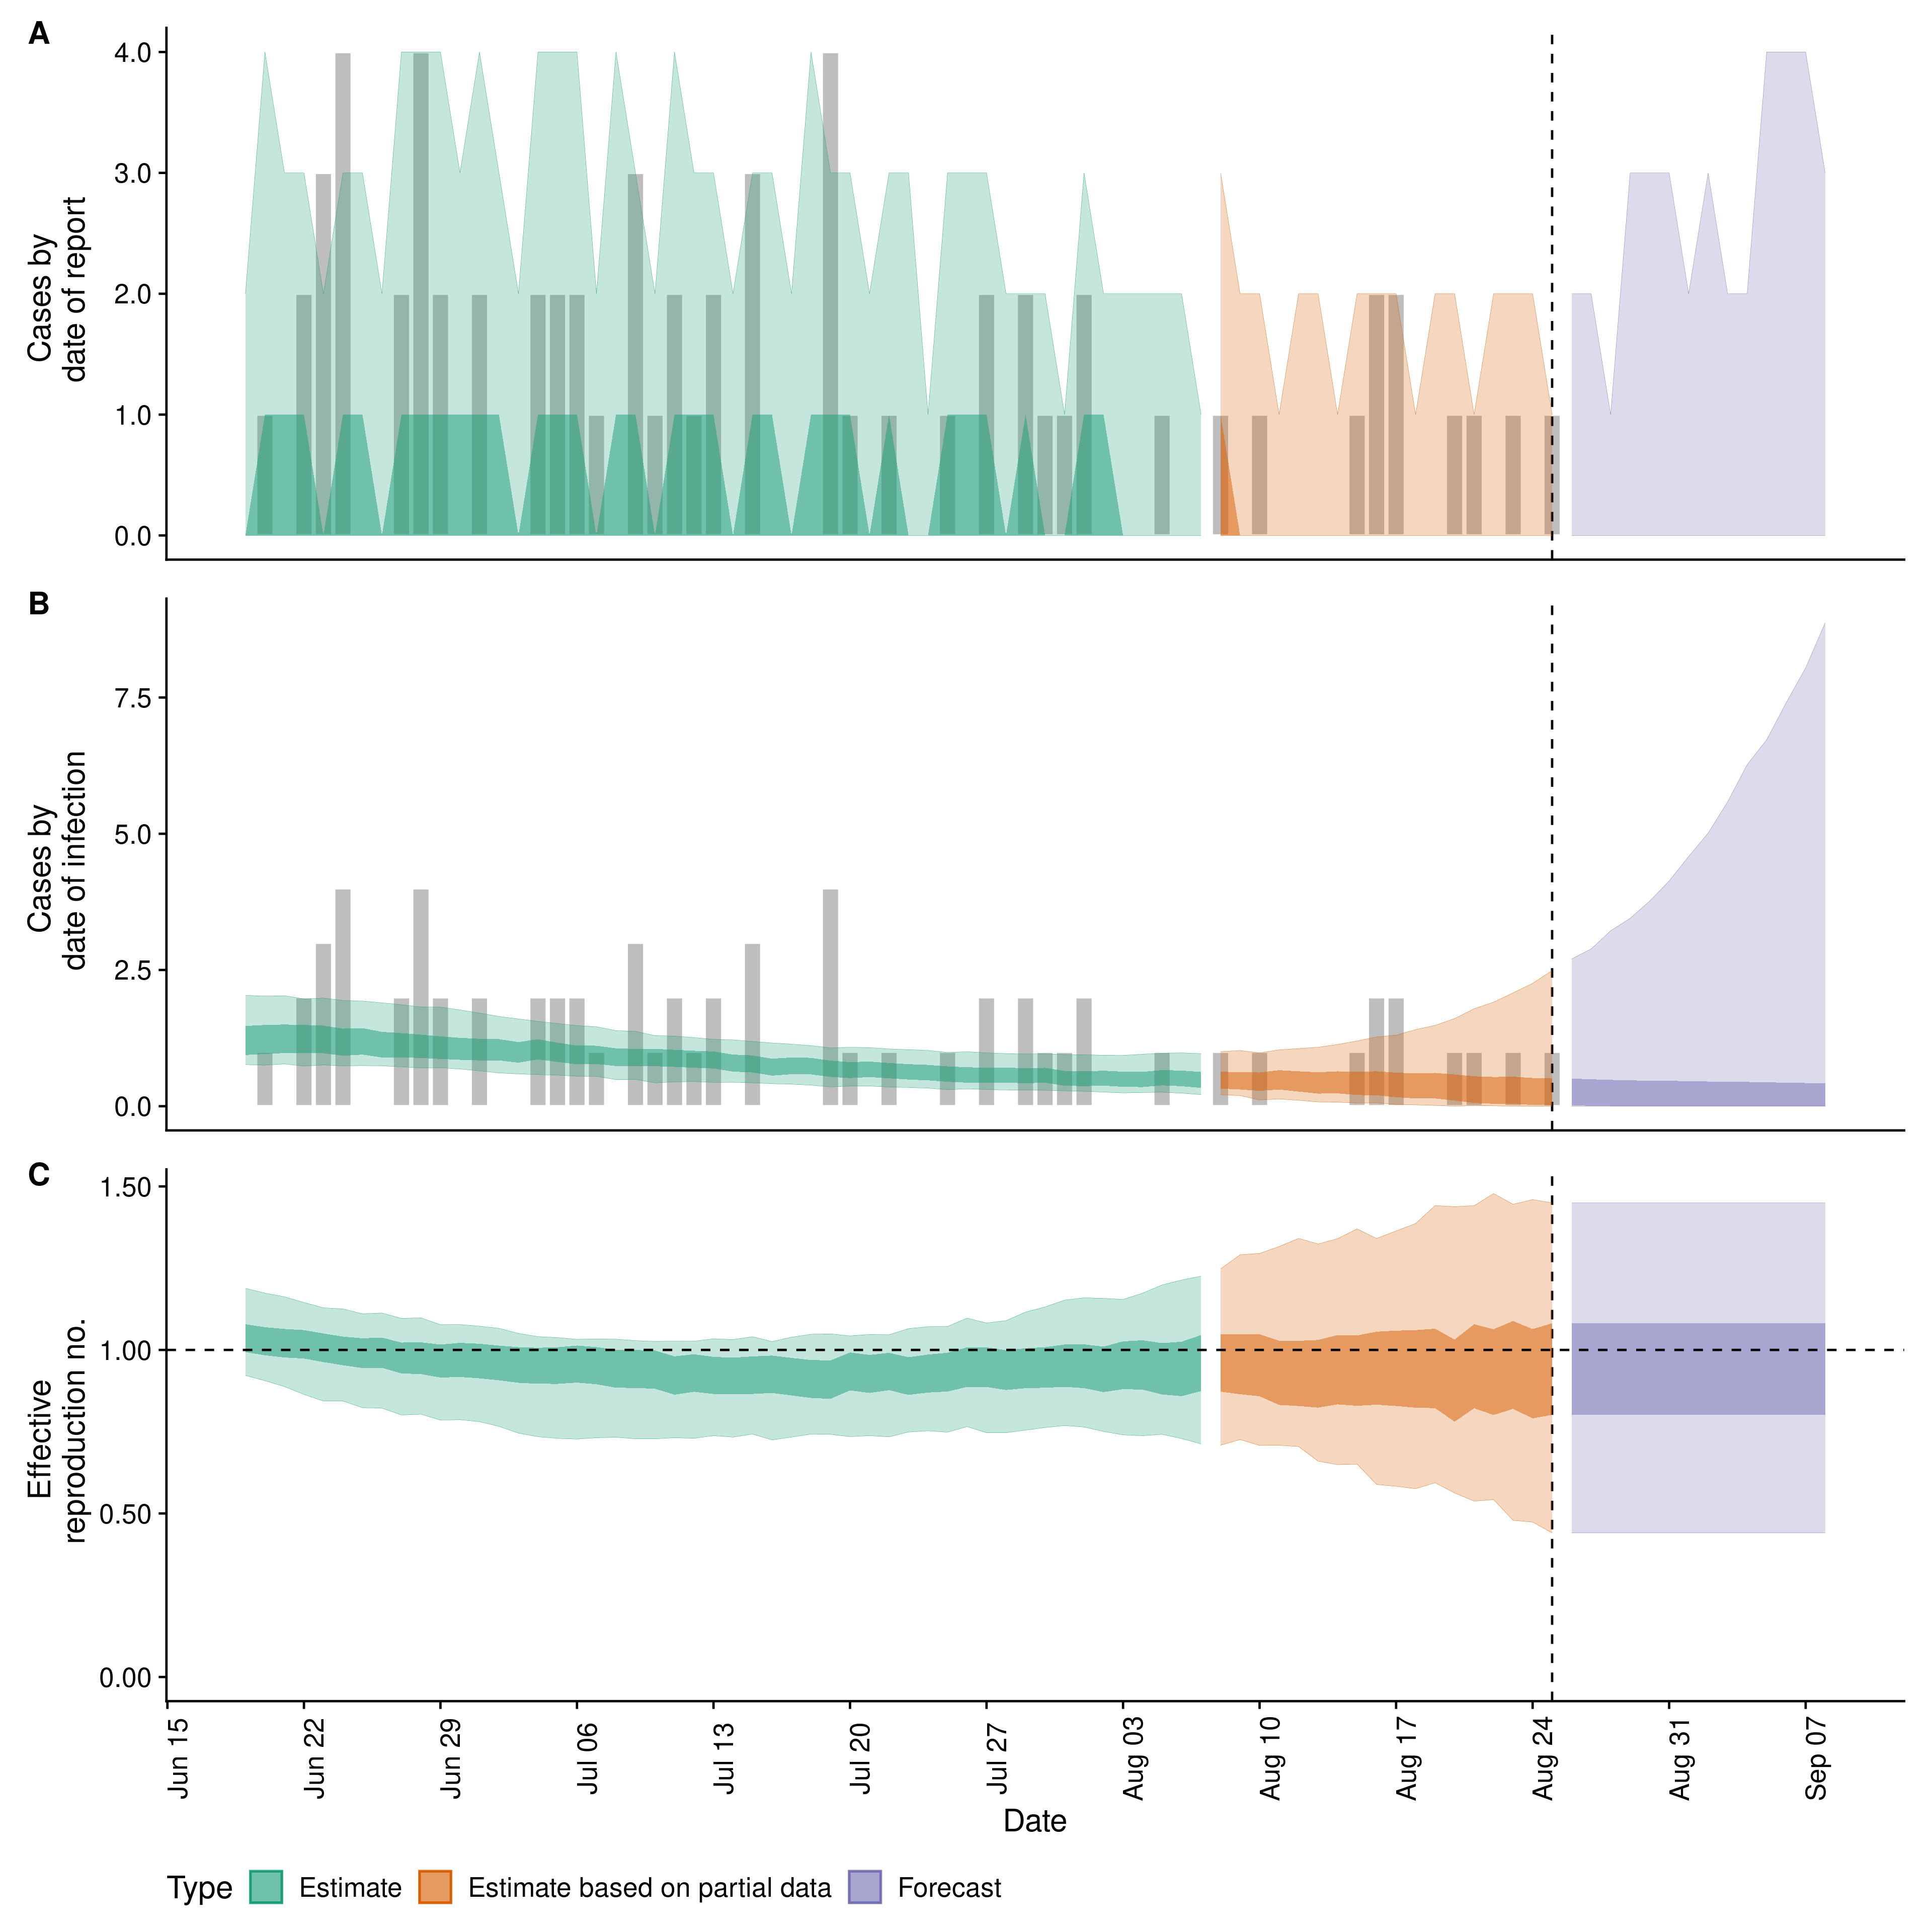 A
Cases by
date of report
4.0
3.0
2.0
1.0
0.0
B
Cases by
date of infection
7.5
5.0
2.5
0.0
C
Effective
reproduction no.
1.50
1.00
0.50
0.00
Jun 15
Jun 22
Jun 29
Jul 06
Jul 13
Jul 20
Jul 27
Aug 03
Aug 10
Aug 17
Aug 24
Aug 31
Sep 07
Date
Type Estimate Estimate based on partial data Forecast